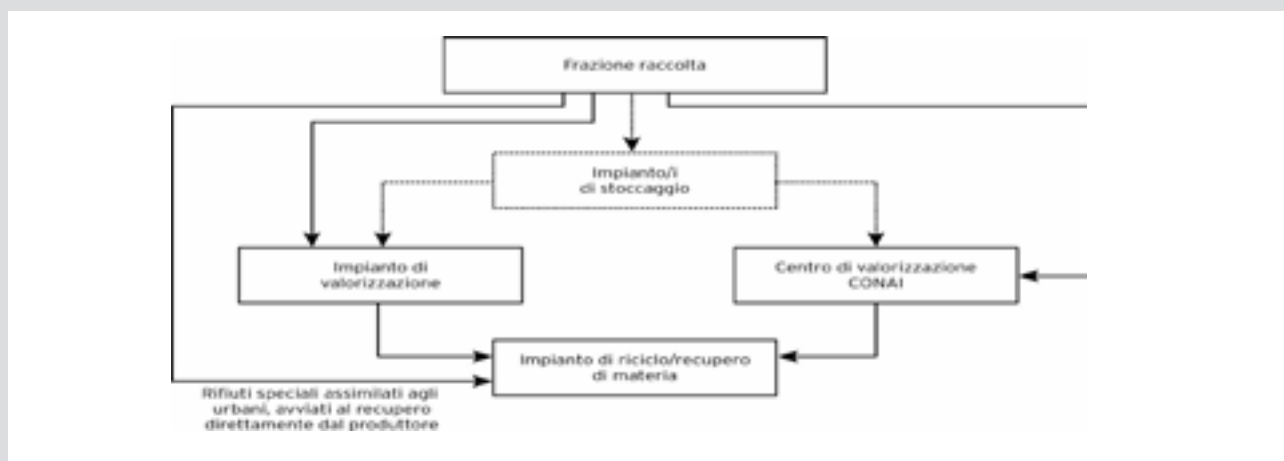 Frazione raccolta
Impianto/i
di stoccaggio
Impianto di
valorizzazione
Centro di valorizzazione
CONAI
Impianto di riciclo/recupero
di materia
Rifiuti speciali assimilati agli
urbani, avviati al recupero
direttamente dal produttore